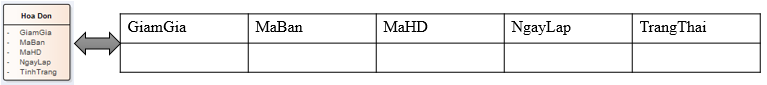 Hoa Don
- GiamGia
- MaBan
- MaHD
- NgayLap
- TinhTrang
GiamGia MaBan MaHD NgayLap TrangThai